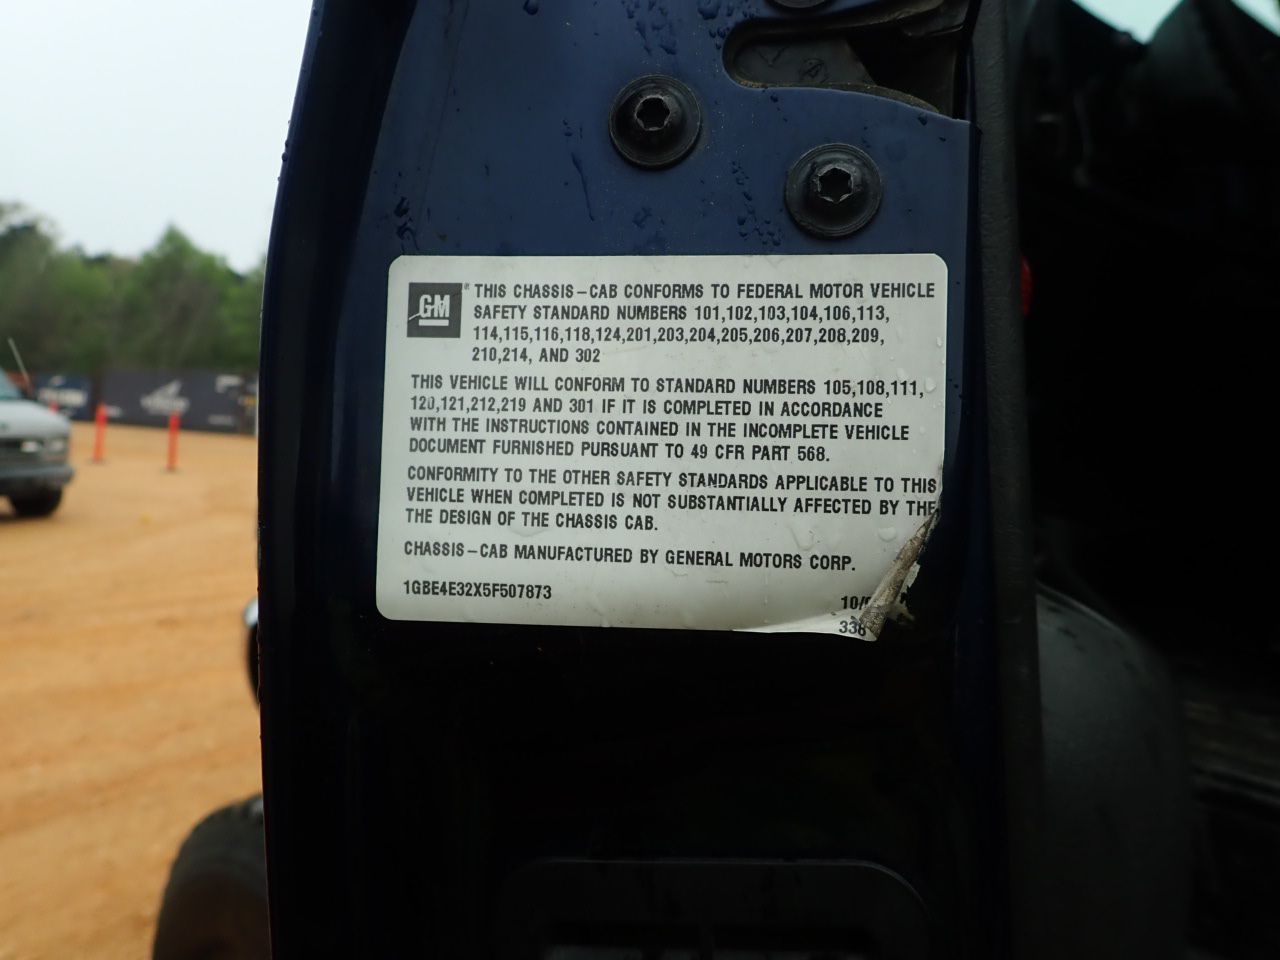 GM® THIS CHASSIS-CAB CONFORMS TO FEDERAL MOTOR VEHICLE
SAFETY STANDARD NUMBERS 101,102,103,104,106,113,
114,115,116,118,124,201,203,204,205,206,207,208,209,
210,214, AND 302
THIS VEHICLE WILL CONFORM TO STANDARD NUMBERS 105,108,111,
120,121,212,219 AND 301 IF IT IS COMPLETED IN ACCORDANCE
WITH THE INSTRUCTIONS CONTAINED IN THE INCOMPLETE VEHICLE
DOCUMENT FURNISHED PURSUANT TO 49 CFR PART 568.
CONFORMITY TO THE OTHER SAFETY STANDARDS APPLICABLE TO THIS
VEHICLE WHEN COMPLETED IS NOT SUBSTANTIALLY AFFECTED BY THE
THE DESIGN OF THE CHASSIS CAB.
CHASSIS-CAB MANUFACTURED BY GENERAL MOTORS CORP.
1GBE4E32X5F507873
10/
338